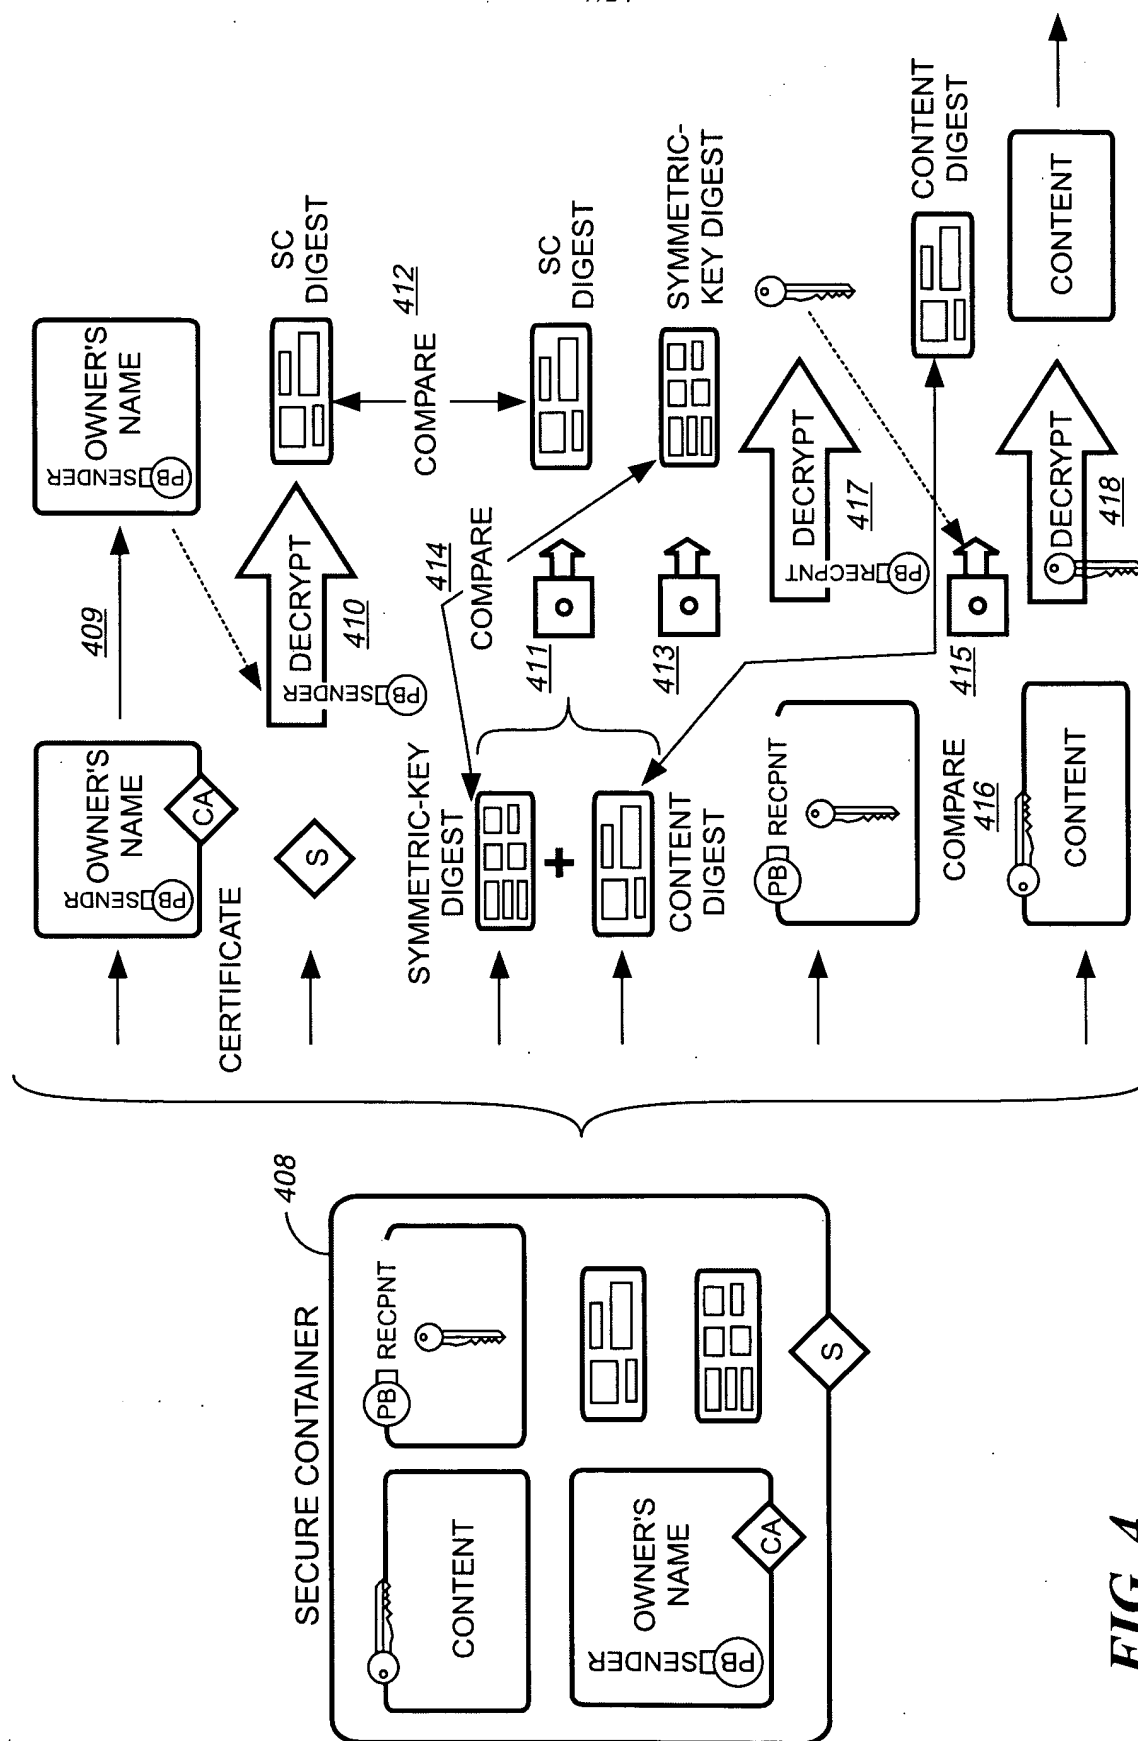 SECURE CONTAINER
408
CONTENT
PB
RECPNT
OWNER'S
NAME
PB
SENDER
CA
S
OWNER'S
NAME
PB
SENDR
CA
CERTIFICATE
409
OWNER'S
NAME
PB
SENDER
S
DECRYPT
PB
SENDER
410
SC
DIGEST
COMPARE
412
SYMMETRIC-KEY
DIGEST
+
CONTENT
DIGEST
414
COMPARE
411
SC
DIGEST
413
SYMMETRIC-
KEY DIGEST
PB
RECPNT
DECRYPT
417
PB
RECPNT
COMPARE
416
415
CONTENT
DIGEST
CONTENT
DECRYPT
418
CONTENT
FIG. 4